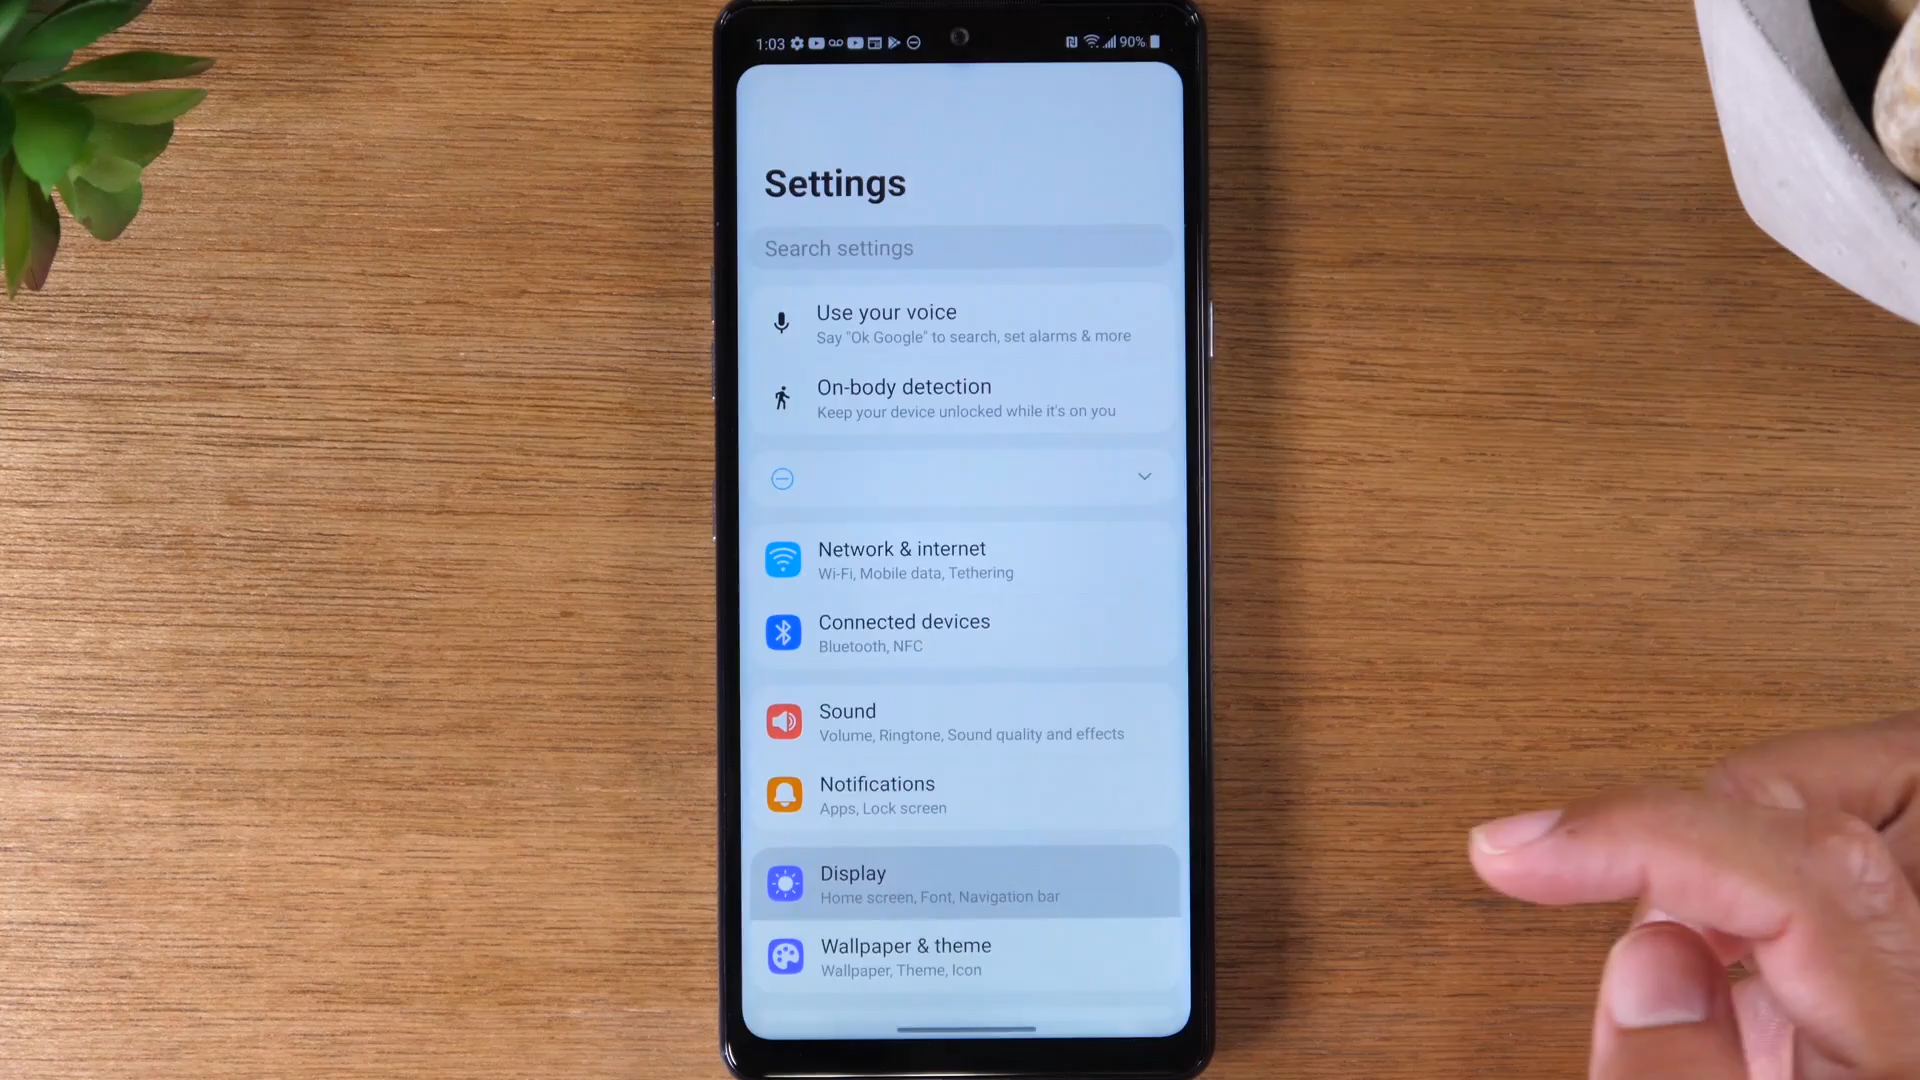 1:03 90%
Settings
Search settings
Use your voice
Say "Ok Google" to search, set alarms & more
On-body detection
Keep your device unlocked while it's on you
Network & internet
Wi-Fi, Mobile data, Tethering
Connected devices
Bluetooth, NFC
Sound
Volume, Ringtone, Sound quality and effects
Notifications
Apps, Lock screen
Display
Home screen, Font, Navigation bar
Wallpaper & theme
Wallpaper, Theme, Icon